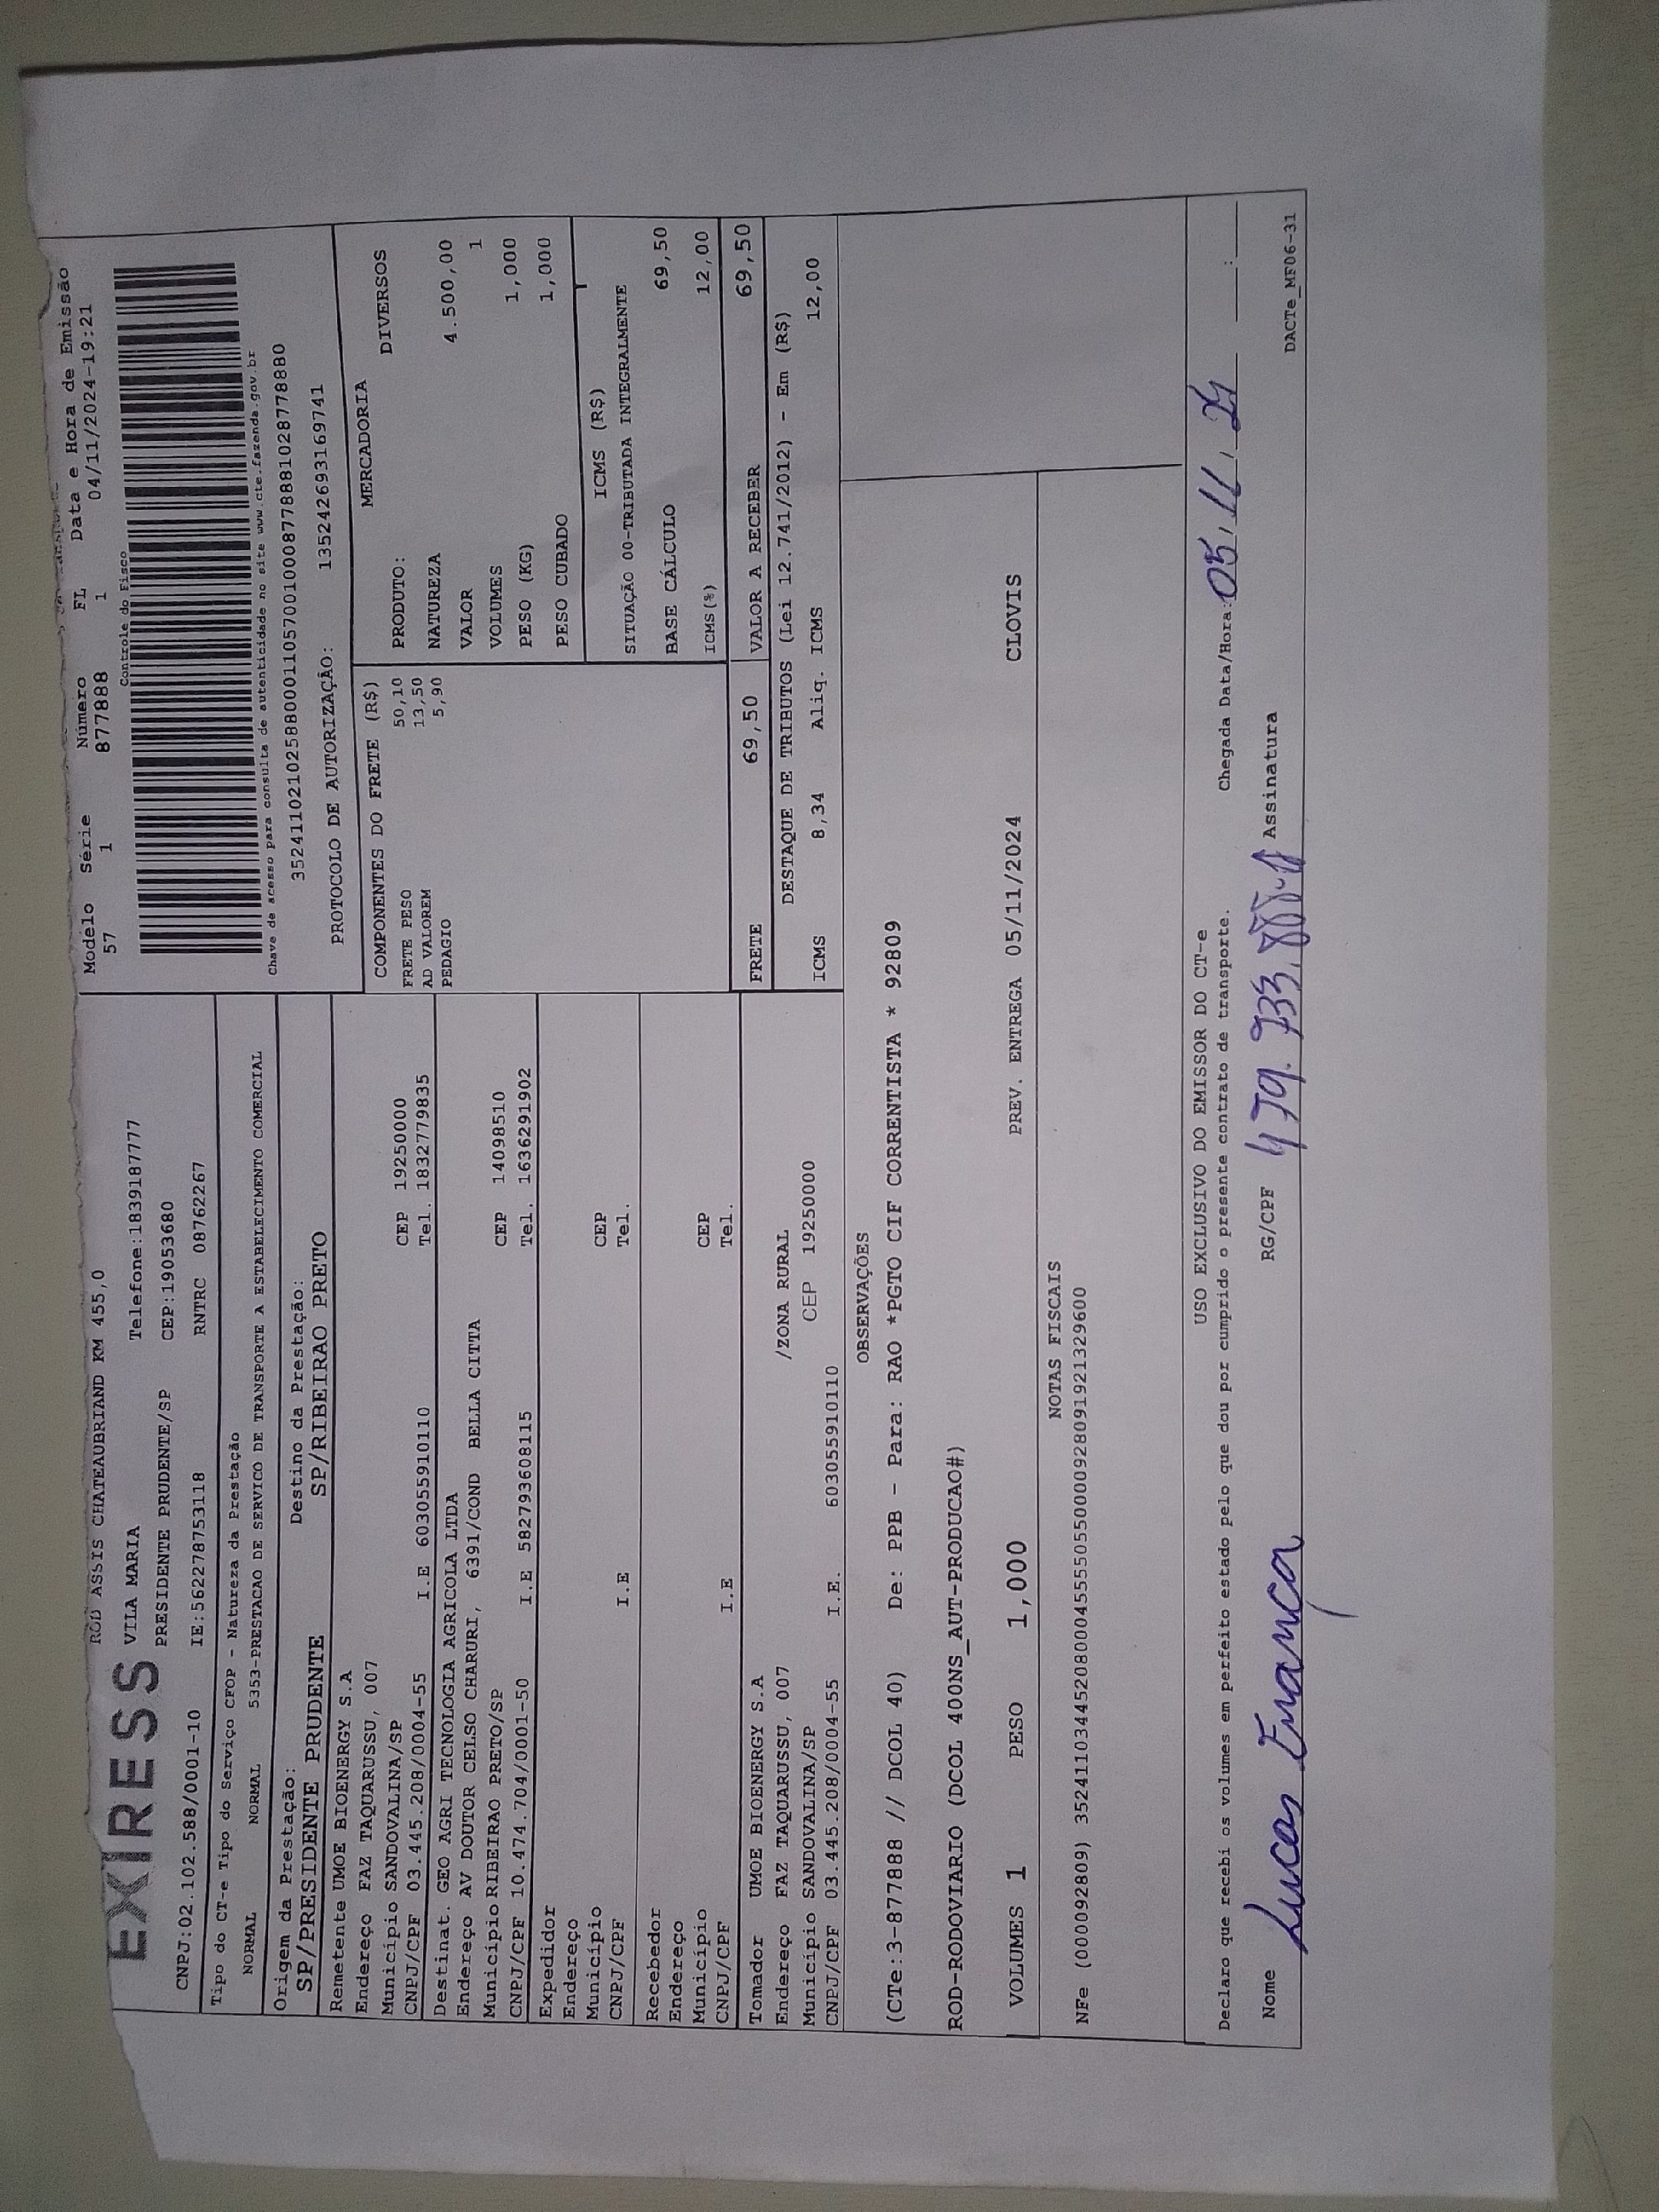 EXPRESS
ROD ASSIS CHATEAUBRIAND KM 455,0
VILA MARIA Telefone:1839187777
PRESIDENTE PRUDENTE/SP CEP:19053680
CNPJ:02.102.588/0001-10 IE:562278753118 RNTRC 08762267
Modelo Série Número FL Data e Hora de Emissão
57 1 877888 1 04/11/2024-19:21
Controle do Fisco
Chave de acesso para consulta de autenticidade no site www.cte.fazenda.gov.br
35241102102588000110570010008778881028778880
PROTOCOLO DE AUTORIZAÇÃO: 135242693169741
Tipo do CT-e Tipo do Serviço CFOP - Natureza da Prestação
NORMAL NORMAL 5353-PRESTACAO DE SERVICO DE TRANSPORTE A ESTABELECIMENTO COMERCIAL
Origem da Prestação: Destino da Prestação:
SP/PRESIDENTE PRUDENTE SP/RIBEIRAO PRETO
Remetente UMOE BIOENERGY S.A
Endereço FAZ TAQUARUSSU, 007
Município SANDOVALINA/SP CEP 19250000
CNPJ/CPF 03.445.208/0004-55 I.E 603055910110 Tel. 1832779835
Destinat. GEO AGRI TECNOLOGIA AGRICOLA LTDA
Endereço AV DOUTOR CELSO CHARURI, 6391/COND BELLA CITTA
Município RIBEIRAO PRETO/SP CEP 14098510
CNPJ/CPF 10.474.704/0001-50 I.E 582793608115 Tel. 1636291902
Expedidor
Endereço
Município CEP
CNPJ/CPF I.E Tel.
Recebedor
Endereço
Município CEP
CNPJ/CPF I.E Tel.
Tomador UMOE BIOENERGY S.A
Endereço FAZ TAQUARUSSU, 007 /ZONA RURAL
Município SANDOVALINA/SP CEP 19250000
CNPJ/CPF 03.445.208/0004-55 I.E. 603055910110
COMPONENTES DO FRETE (R$)
FRETE PESO 50,10
AD VALOREM 13,50
PEDAGIO 5,90
MERCADORIA
PRODUTO: DIVERSOS
NATUREZA
VALOR 4.500,00
VOLUMES 1
PESO (KG) 1,000
PESO CUBADO 1,000
ICMS (R$)
SITUAÇÃO 00-TRIBUTADA INTEGRALMENTE
BASE CÁLCULO 69,50
ICMS(%) 12,00
FRETE 69,50 VALOR A RECEBER 69,50
DESTAQUE DE TRIBUTOS (Lei 12.741/2012) - Em (R$)
ICMS 8,34 Aliq. ICMS 12,00
OBSERVAÇÕES
(CTe:3-877888 // DCOL 40) De: PPB - Para: RAO *PGTO CIF CORRENTISTA * 92809
ROD-RODOVIARIO (DCOL 400NS_AUT-PRODUCAO#)
VOLUMES 1 PESO 1,000 PREV. ENTREGA 05/11/2024 CLOVIS
NOTAS FISCAIS
NFe (000092809) 35241103445208000455550550000928091921329600
USO EXCLUSIVO DO EMISSOR DO CT-e
Declaro que recebi os volumes em perfeito estado pelo que dou por cumprido o presente contrato de transporte. Chegada Data/Hora: 05/11/24 :
Nome Lucas RG/CPF Assinatura
DACTe_MF06-31